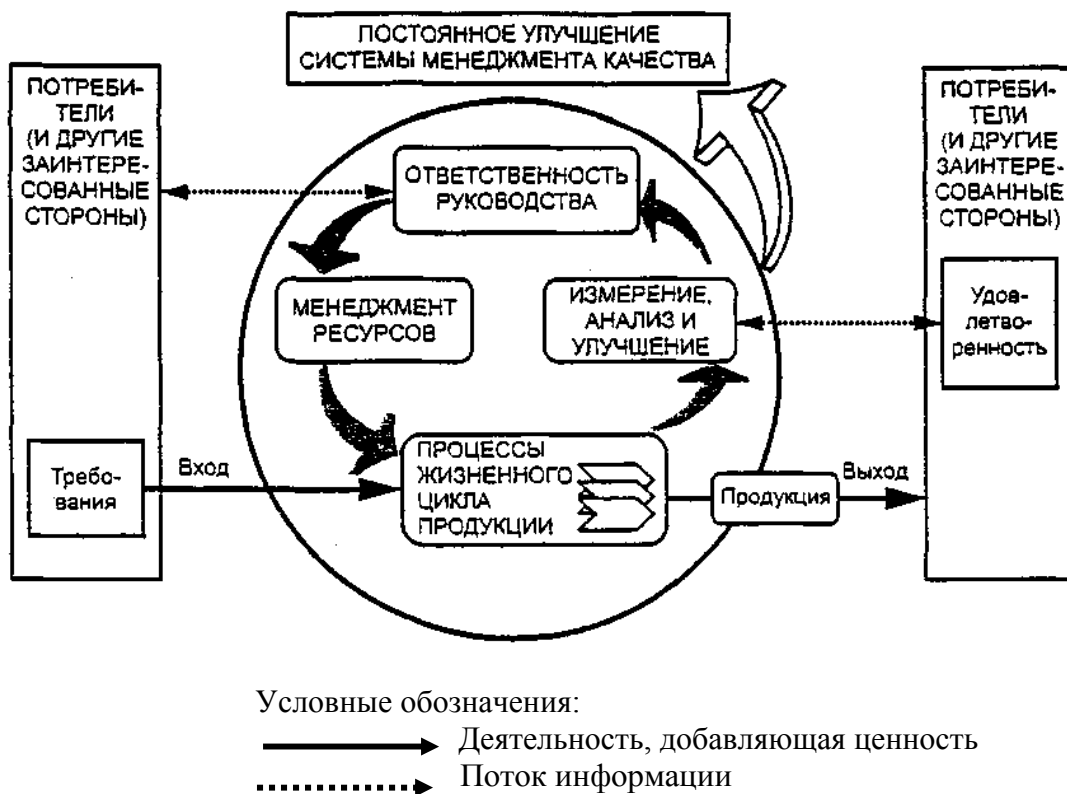 ПОСТОЯННОЕ УЛУЧШЕНИЕ
СИСТЕМЫ МЕНЕДЖМЕНТА КАЧЕСТВА
ПОТРЕБИ-
ТЕЛИ
(И ДРУГИЕ
ЗАИНТЕРЕ-
СОВАННЫЕ
СТОРОНЫ)
ОТВЕТСТВЕННОСТЬ
РУКОВОДСТВА
ПОТРЕБИ-
ТЕЛИ
(И ДРУГИЕ
ЗАИНТЕРЕ-
СОВАННЫЕ
СТОРОНЫ)
МЕНЕДЖМЕНТ
РЕСУРСОВ
ИЗМЕРЕНИЕ,
АНАЛИЗ И
УЛУЧШЕНИЕ
Удов-
летво-
ренность
Требо-
вания
Вход
ПРОЦЕССЫ
ЖИЗНЕННОГО
ЦИКЛА
ПРОДУКЦИИ
Продукция
Выход
Условные обозначения:
Деятельность, добавляющая ценность
Поток информации